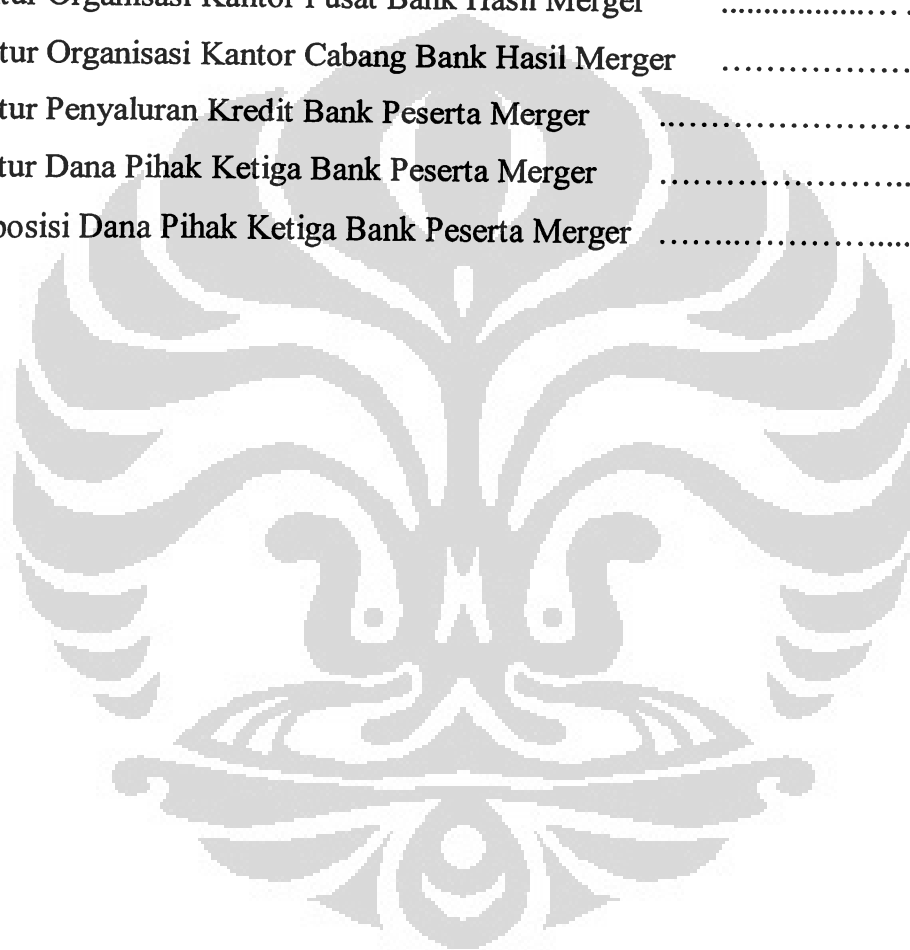 tur Organisasi Kantor Pusat Bank Hasil Merger ......................
tur Organisasi Kantor Cabang Bank Hasil Merger ......................
tur Penyaluran Kredit Bank Peserta Merger ...........................
tur Dana Pihak Ketiga Bank Peserta Merger ...........................
posisi Dana Pihak Ketiga Bank Peserta Merger ...........................